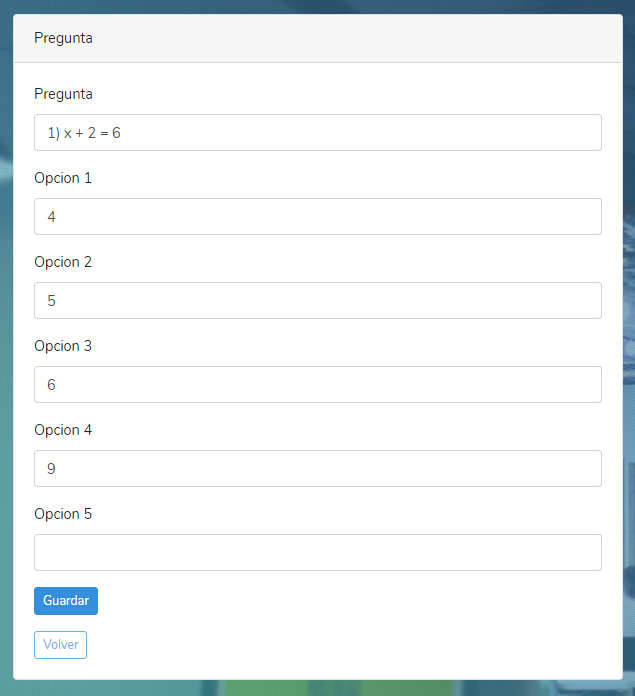 Pregunta
Pregunta
1) x + 2 = 6
Opcion 1
4
Opcion 2
5
Opcion 3
6
Opcion 4
9
Opcion 5
Guardar
Volver